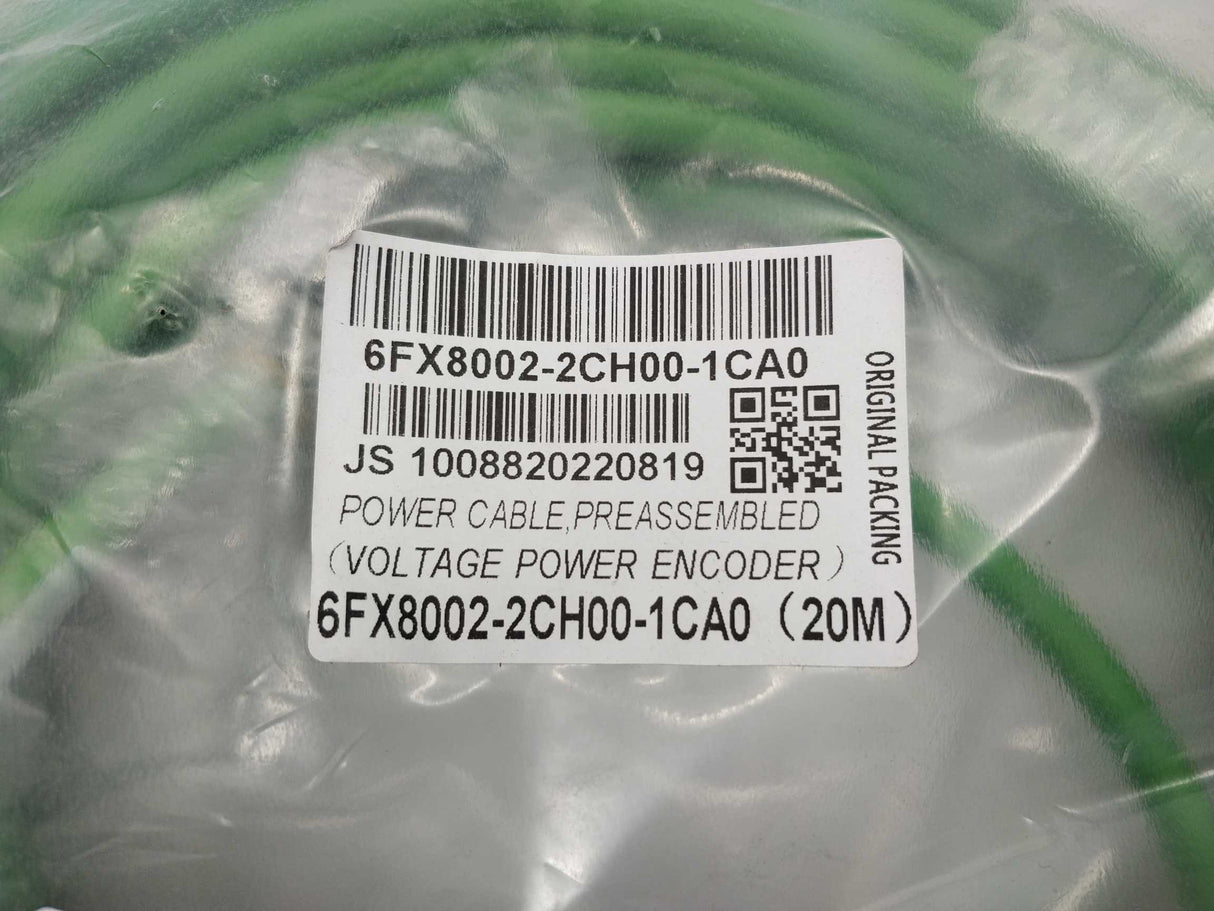 6FX8002-2CH00-1CA0
JS 1008820220819
POWER CABLE,PREASSEMBLED
（VOLTAGE POWER ENCODER）
6FX8002-2CH00-1CA0（20M）
ORIGINAL PACKING